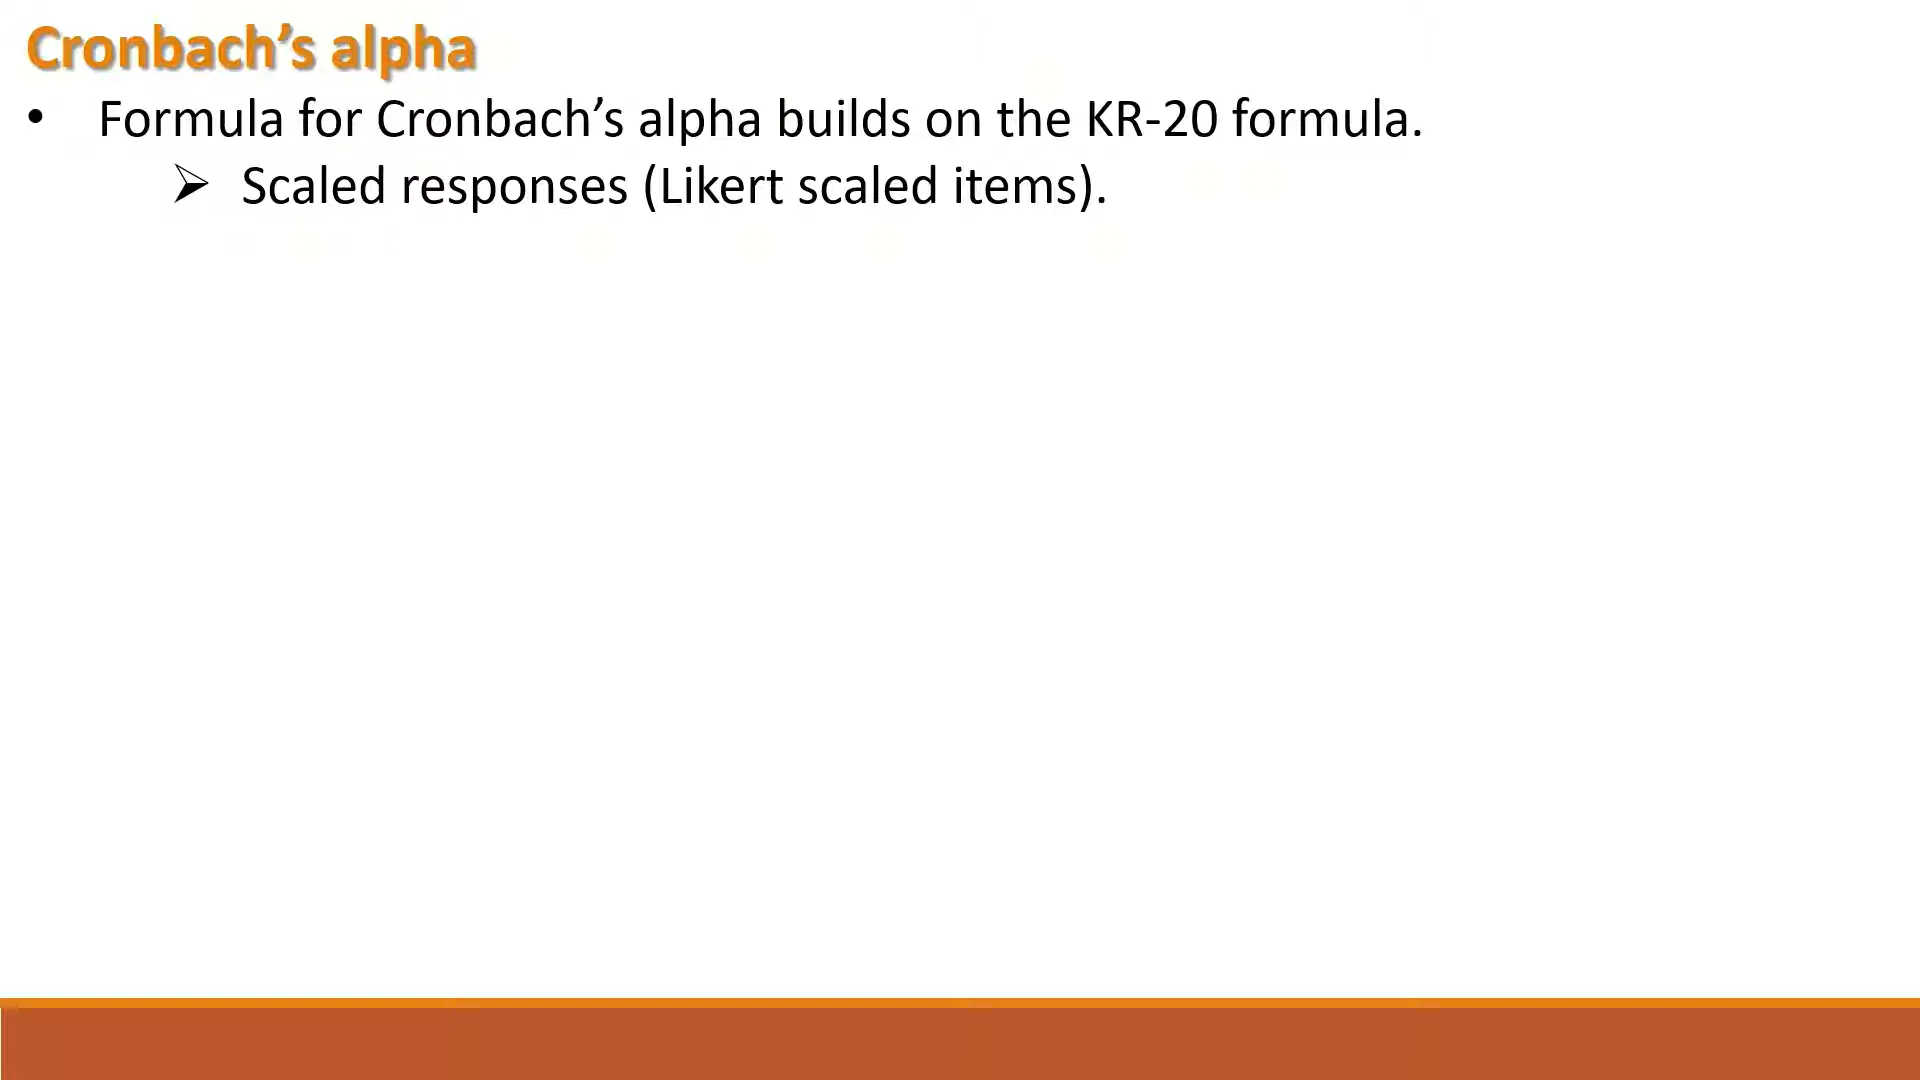 Cronbach’s alpha
• Formula for Cronbach’s alpha builds on the KR-20 formula.
➢ Scaled responses (Likert scaled items).